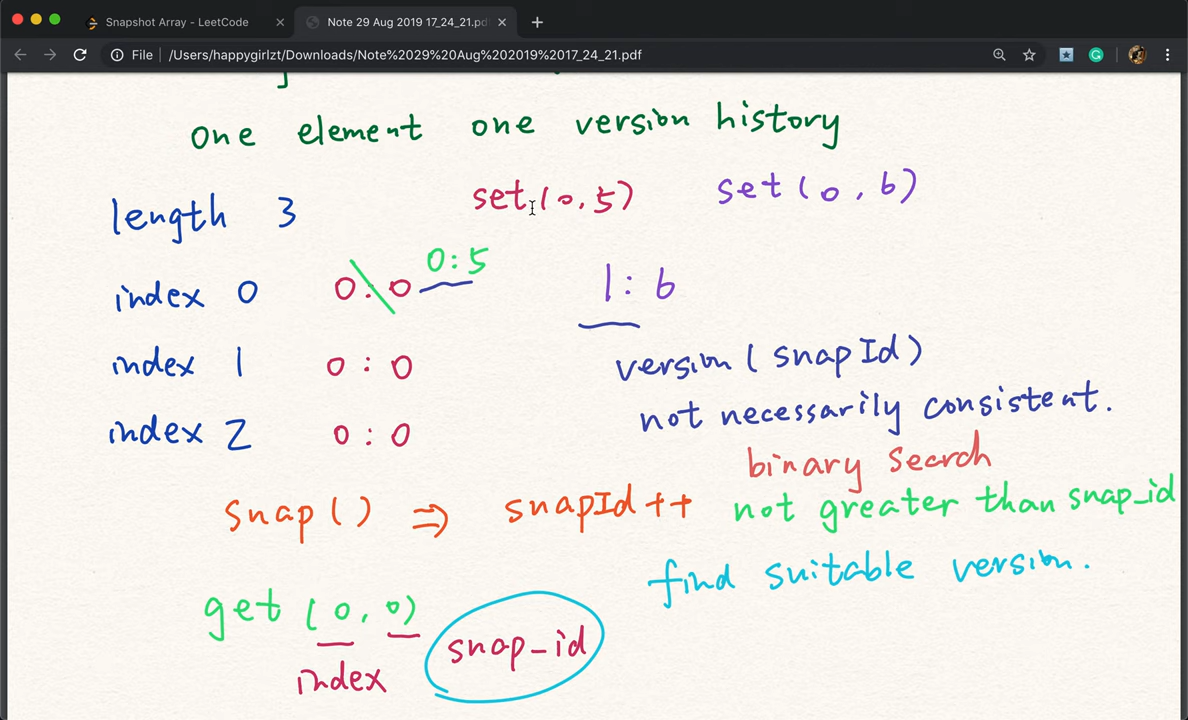 Snapshot Array - LeetCode
Note 29 Aug 2019 17_24_21.pd
File /Users/happygirlzt/Downloads/Note%2029%20Aug%202019%2017_24_21.pdf
one element one version history
length 3 set(0,5) set(0,6)
index 0 0:0 0:5 1:6
index 1 0:0 version(snapId)
not necessarily consistent.
index 2 0:0
binary search
snap() ⇒ snapId++ not greater than snap_id
find suitable version.
get(0,0)
index snap_id